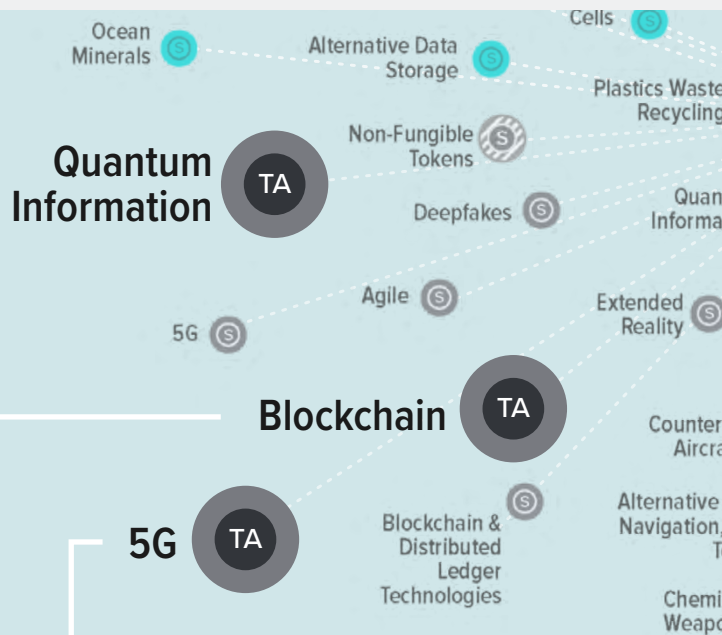 Ocean
Minerals
S
Alternative Data
Storage
S
Cells
S
Plastics Waste
Recycling
Non-Fungible
Tokens
S
Quantum
Information
TA
Deepfakes
S
Agile
S
5G
S
Extended
Reality
S
Blockchain
TA
5G
TA
Blockchain &
Distributed
Ledger
Technologies
S
Counter
Alternative
Navigation,